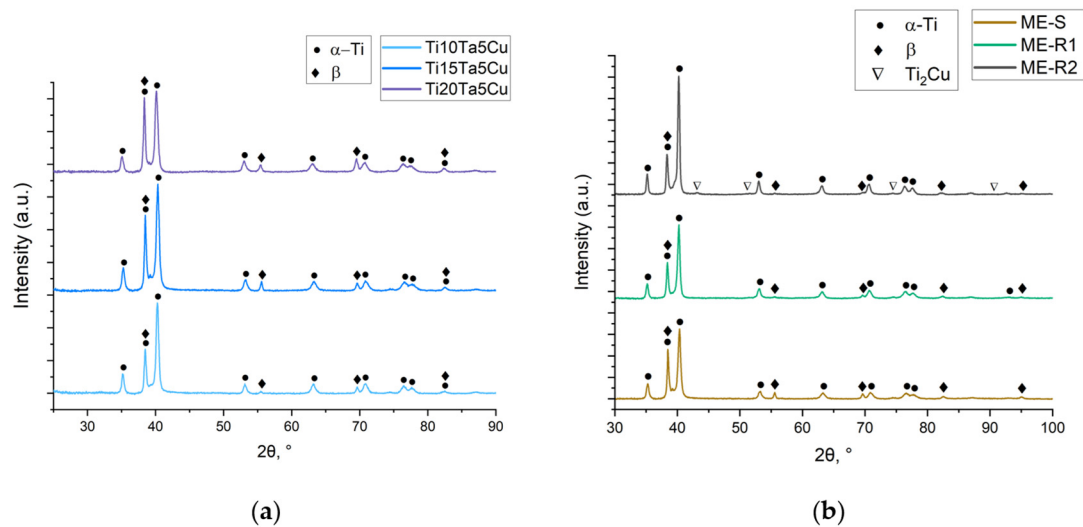 ● α–Ti
◆ β
Ti10Ta5Cu
Ti15Ta5Cu
Ti20Ta5Cu
Intensity (a.u.)
30 40 50 60 70 80 90
2θ, °
(a)
● α-Ti
◆ β
▽ Ti₂Cu
ME-S
ME-R1
ME-R2
Intensity (a.u.)
30 40 50 60 70 80 90 100
2θ, °
(b)